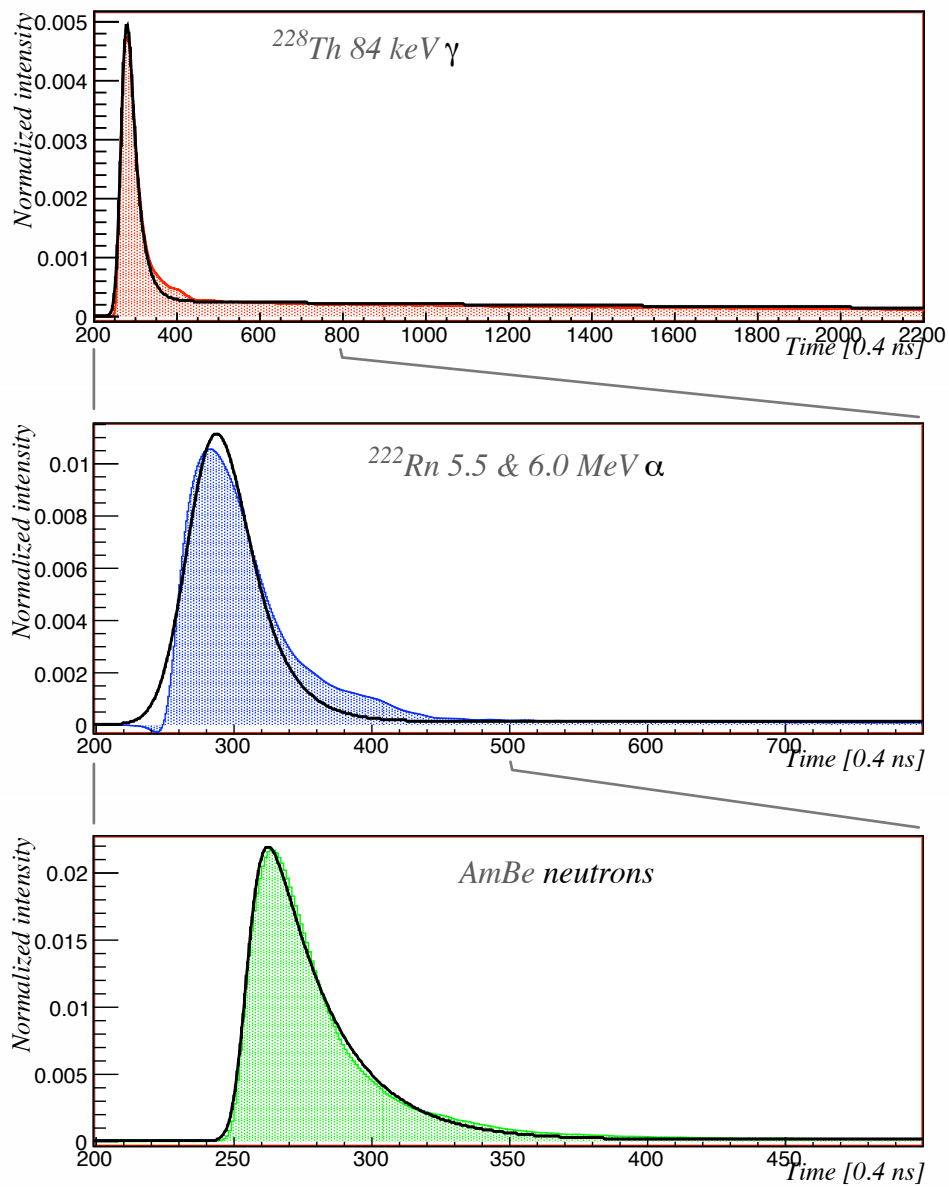 Normalized intensity
0.005
0.004
0.003
0.002
0.001
0
²²⁸Th 84 keV γ
200 400 600 800 1000 1200 1400 1600 1800 2000 2200
Time [0.4 ns]
Normalized intensity
0.01
0.008
0.006
0.004
0.002
0
²²²Rn 5.5 & 6.0 MeV α
200 300 400 500 600 700
Time [0.4 ns]
Normalized intensity
0.02
0.015
0.01
0.005
0
AmBe neutrons
200 250 300 350 400 450
Time [0.4 ns]